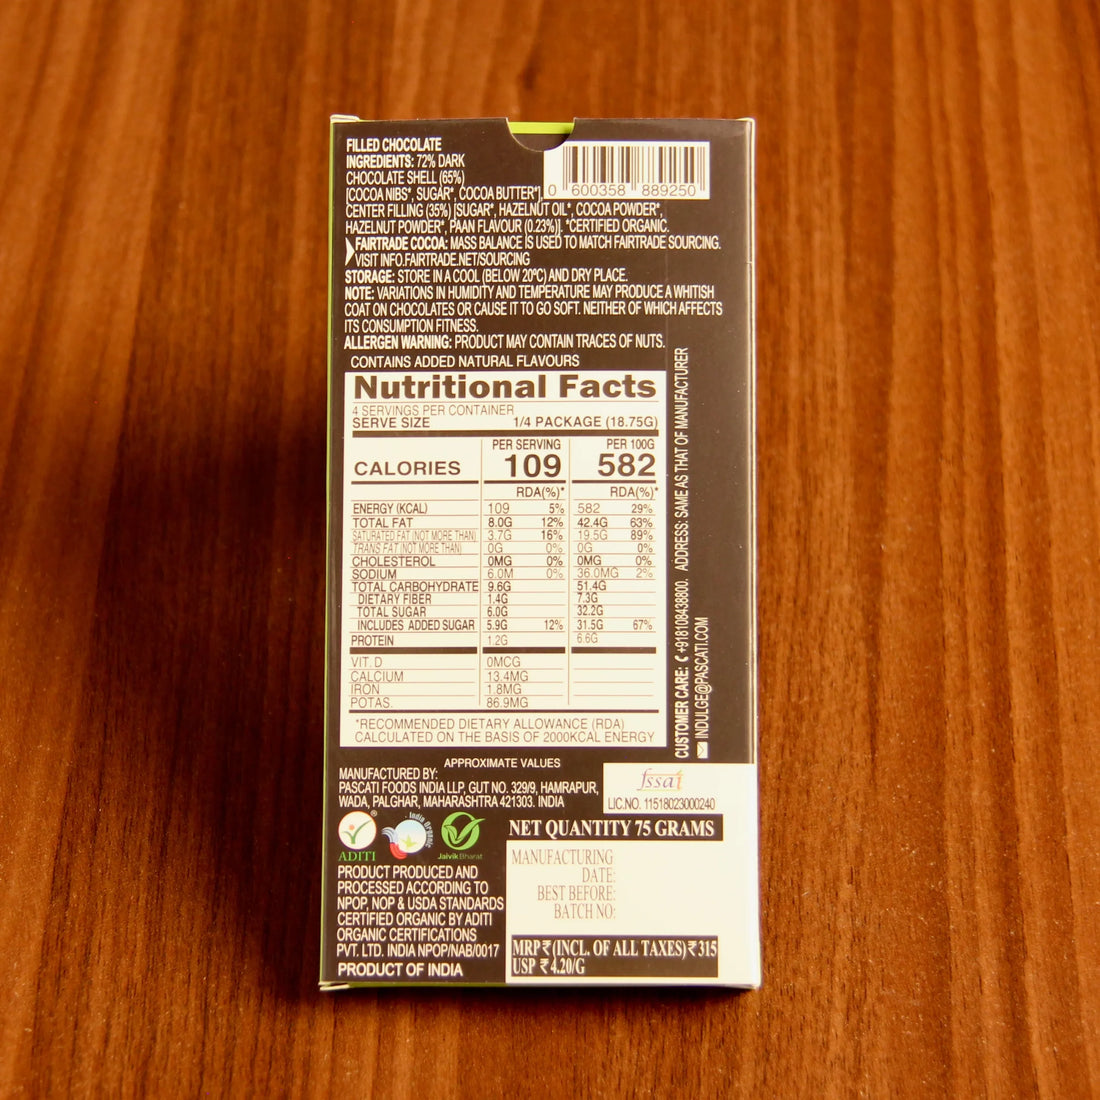 FILLED CHOCOLATE
INGREDIENTS: 72% DARK
CHOCOLATE SHELL (65%)
[COCOA NIBS*, SUGAR*, COCOA BUTTER*],
CENTER FILLING (35%) [SUGAR*, HAZELNUT OIL*, COCOA POWDER*,
HAZELNUT POWDER*, PAAN FLAVOUR (0.23%)]. *CERTIFIED ORGANIC.
0 600358 889250
FAIRTRADE COCOA: MASS BALANCE IS USED TO MATCH FAIRTRADE SOURCING.
VISIT INFO.FAIRTRADE.NET/SOURCING
STORAGE: STORE IN A COOL (BELOW 20ºC) AND DRY PLACE.
NOTE: VARIATIONS IN HUMIDITY AND TEMPERATURE MAY PRODUCE A WHITISH
COAT ON CHOCOLATES OR CAUSE IT TO GO SOFT. NEITHER OF WHICH AFFECTS
ITS CONSUMPTION FITNESS.
ALLERGEN WARNING: PRODUCT MAY CONTAIN TRACES OF NUTS.
CONTAINS ADDED NATURAL FLAVOURS
Nutritional Facts
4 SERVINGS PER CONTAINER
SERVE SIZE 1/4 PACKAGE (18.75G)
PER SERVING PER 100G
CALORIES 109 582
RDA(%)* RDA(%)*
ENERGY (KCAL) 109 5% 582 29%
TOTAL FAT 8.0G 12% 42.4G 63%
SATURATED FAT (NOT MORE THAN) 3.7G 16% 19.5G 89%
TRANS FAT (NOT MORE THAN) 0G 0% 0G 0%
CHOLESTEROL 0MG 0% 0MG 0%
SODIUM 6.0M 0% 36.0MG 2%
TOTAL CARBOHYDRATE 9.6G 51.4G
DIETARY FIBER 1.4G 7.3G
TOTAL SUGAR 6.0G 32.2G
INCLUDES ADDED SUGAR 5.9G 12% 31.5G 67%
PROTEIN 1.2G 6.6G
VIT. D 0MCG
CALCIUM 13.4MG
IRON 1.8MG
POTAS. 86.9MG
*RECOMMENDED DIETARY ALLOWANCE (RDA)
CALCULATED ON THE BASIS OF 2000KCAL ENERGY
CUSTOMER CARE: +918108438800. ADDRESS: SAME AS THAT OF MANUFACTURER
INDULGE@PASCATI.COM
APPROXIMATE VALUES
MANUFACTURED BY:
PASCATI FOODS INDIA LLP, GUT NO. 329/9, HAMRAPUR,
WADA, PALGHAR, MAHARASHTRA 421303. INDIA
fssai
LIC.NO. 11518023000240
ADITI
India Organic
Jaivik Bharat
NET QUANTITY 75 GRAMS
MANUFACTURING
DATE:
BEST BEFORE:
BATCH NO:
PRODUCT PRODUCED AND
PROCESSED ACCORDING TO
NPOP, NOP & USDA STANDARDS
CERTIFIED ORGANIC BY ADITI
ORGANIC CERTIFICATIONS
PVT. LTD. INDIA NPOP/NAB/0017
PRODUCT OF INDIA
MRP ₹ (INCL. OF ALL TAXES) ₹ 315
USP ₹ 4.20/G